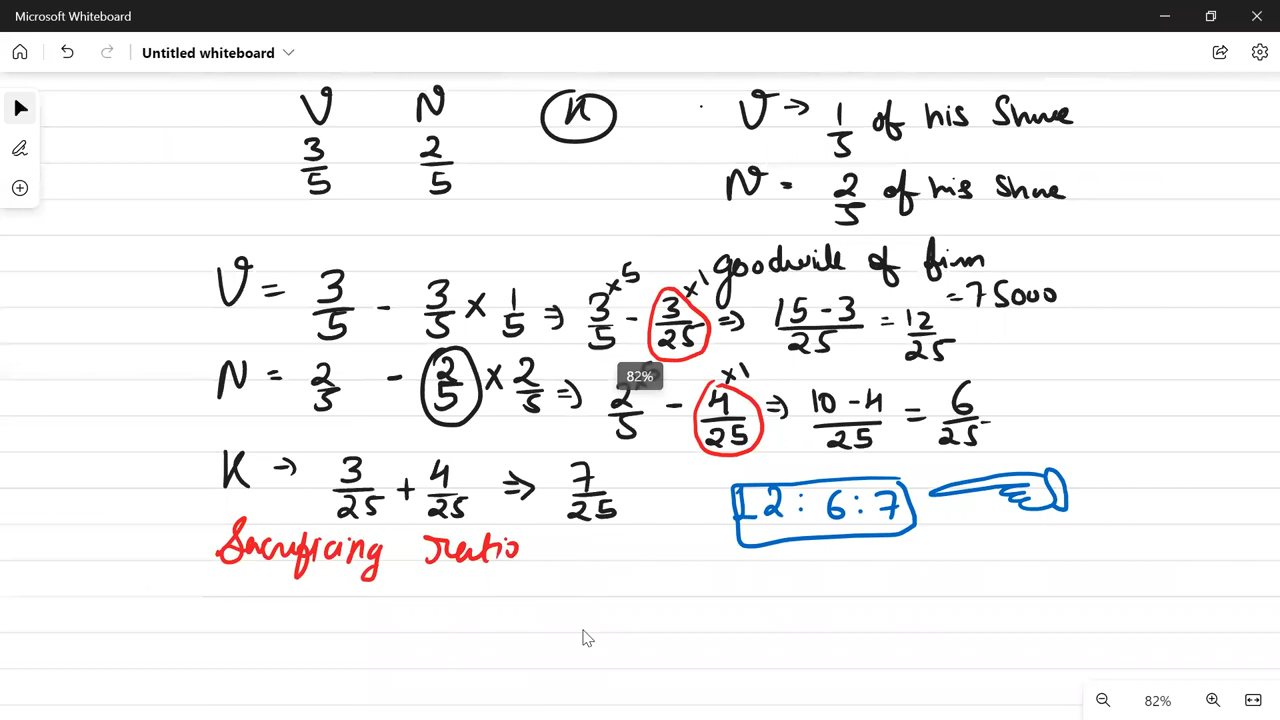 Microsoft Whiteboard
Untitled whiteboard
V N K
3/5 2/5
V → 1/5 of his Share
N = 2/5 of his Share
goodwill of firm
= 75000
V = 3/5 - 3/5 × 1/5 ⇒ 3/5 ×5 - 3/25 ×1 ⇒ 15-3/25 = 12/25
N = 2/5 - 2/5 × 2/5 ⇒ 2/5 - 4/25 ×1 ⇒ 10-4/25 = 6/25
82%
K → 3/25 + 4/25 ⇒ 7/25
12 : 6 : 7
Sacrificing ratio
82%